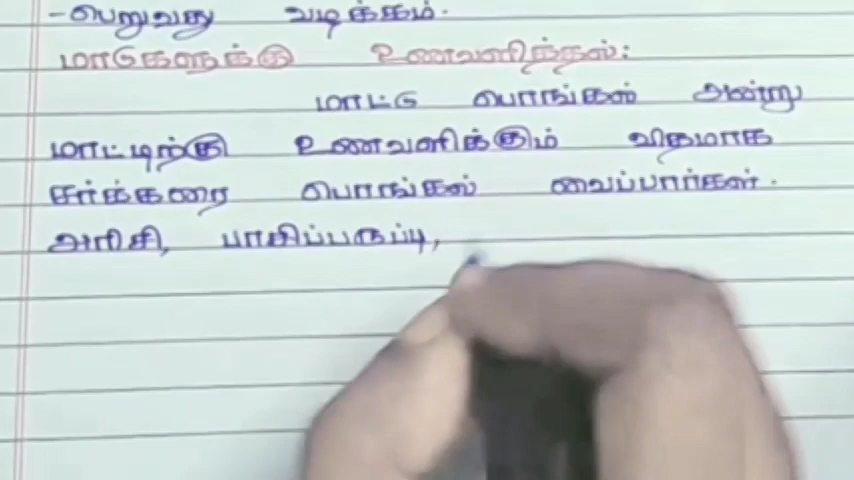 -பெறுவது வழக்கம்.
மாடுகளுக்கு உணவளித்தல்:
மாட்டு பொங்கல் அன்று
மாட்டிற்கு உணவளிக்கும் விதமாக
சர்க்கரை பொங்கல் வைப்பார்கள்.
அரிசி, பாசிப்பருப்பு,